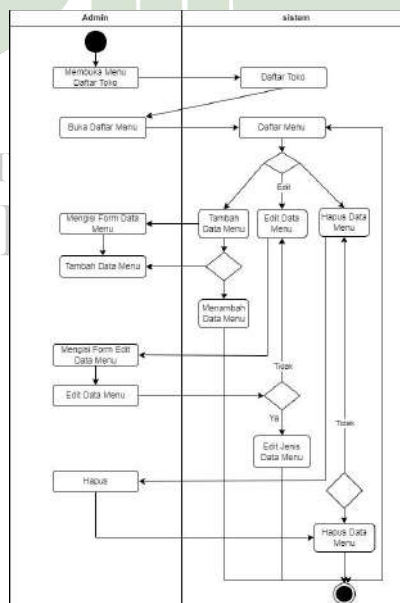 Admin
sistem
Membuka Menu
Daftar Toko
Daftar Toko
Buka Daftar Menu
Daftar Menu
Edit
Mengisi Form Data
Menu
Tambah
Data Menu
Edit Data
Menu
Hapus Data
Menu
Tambah Data Menu
Menambah
Data Menu
Mengisi Form Edit
Data Menu
Tidak
Edit Data Menu
Ya
Tidak
Edit Jenis
Data Menu
Hapus
Hapus Data
Menu